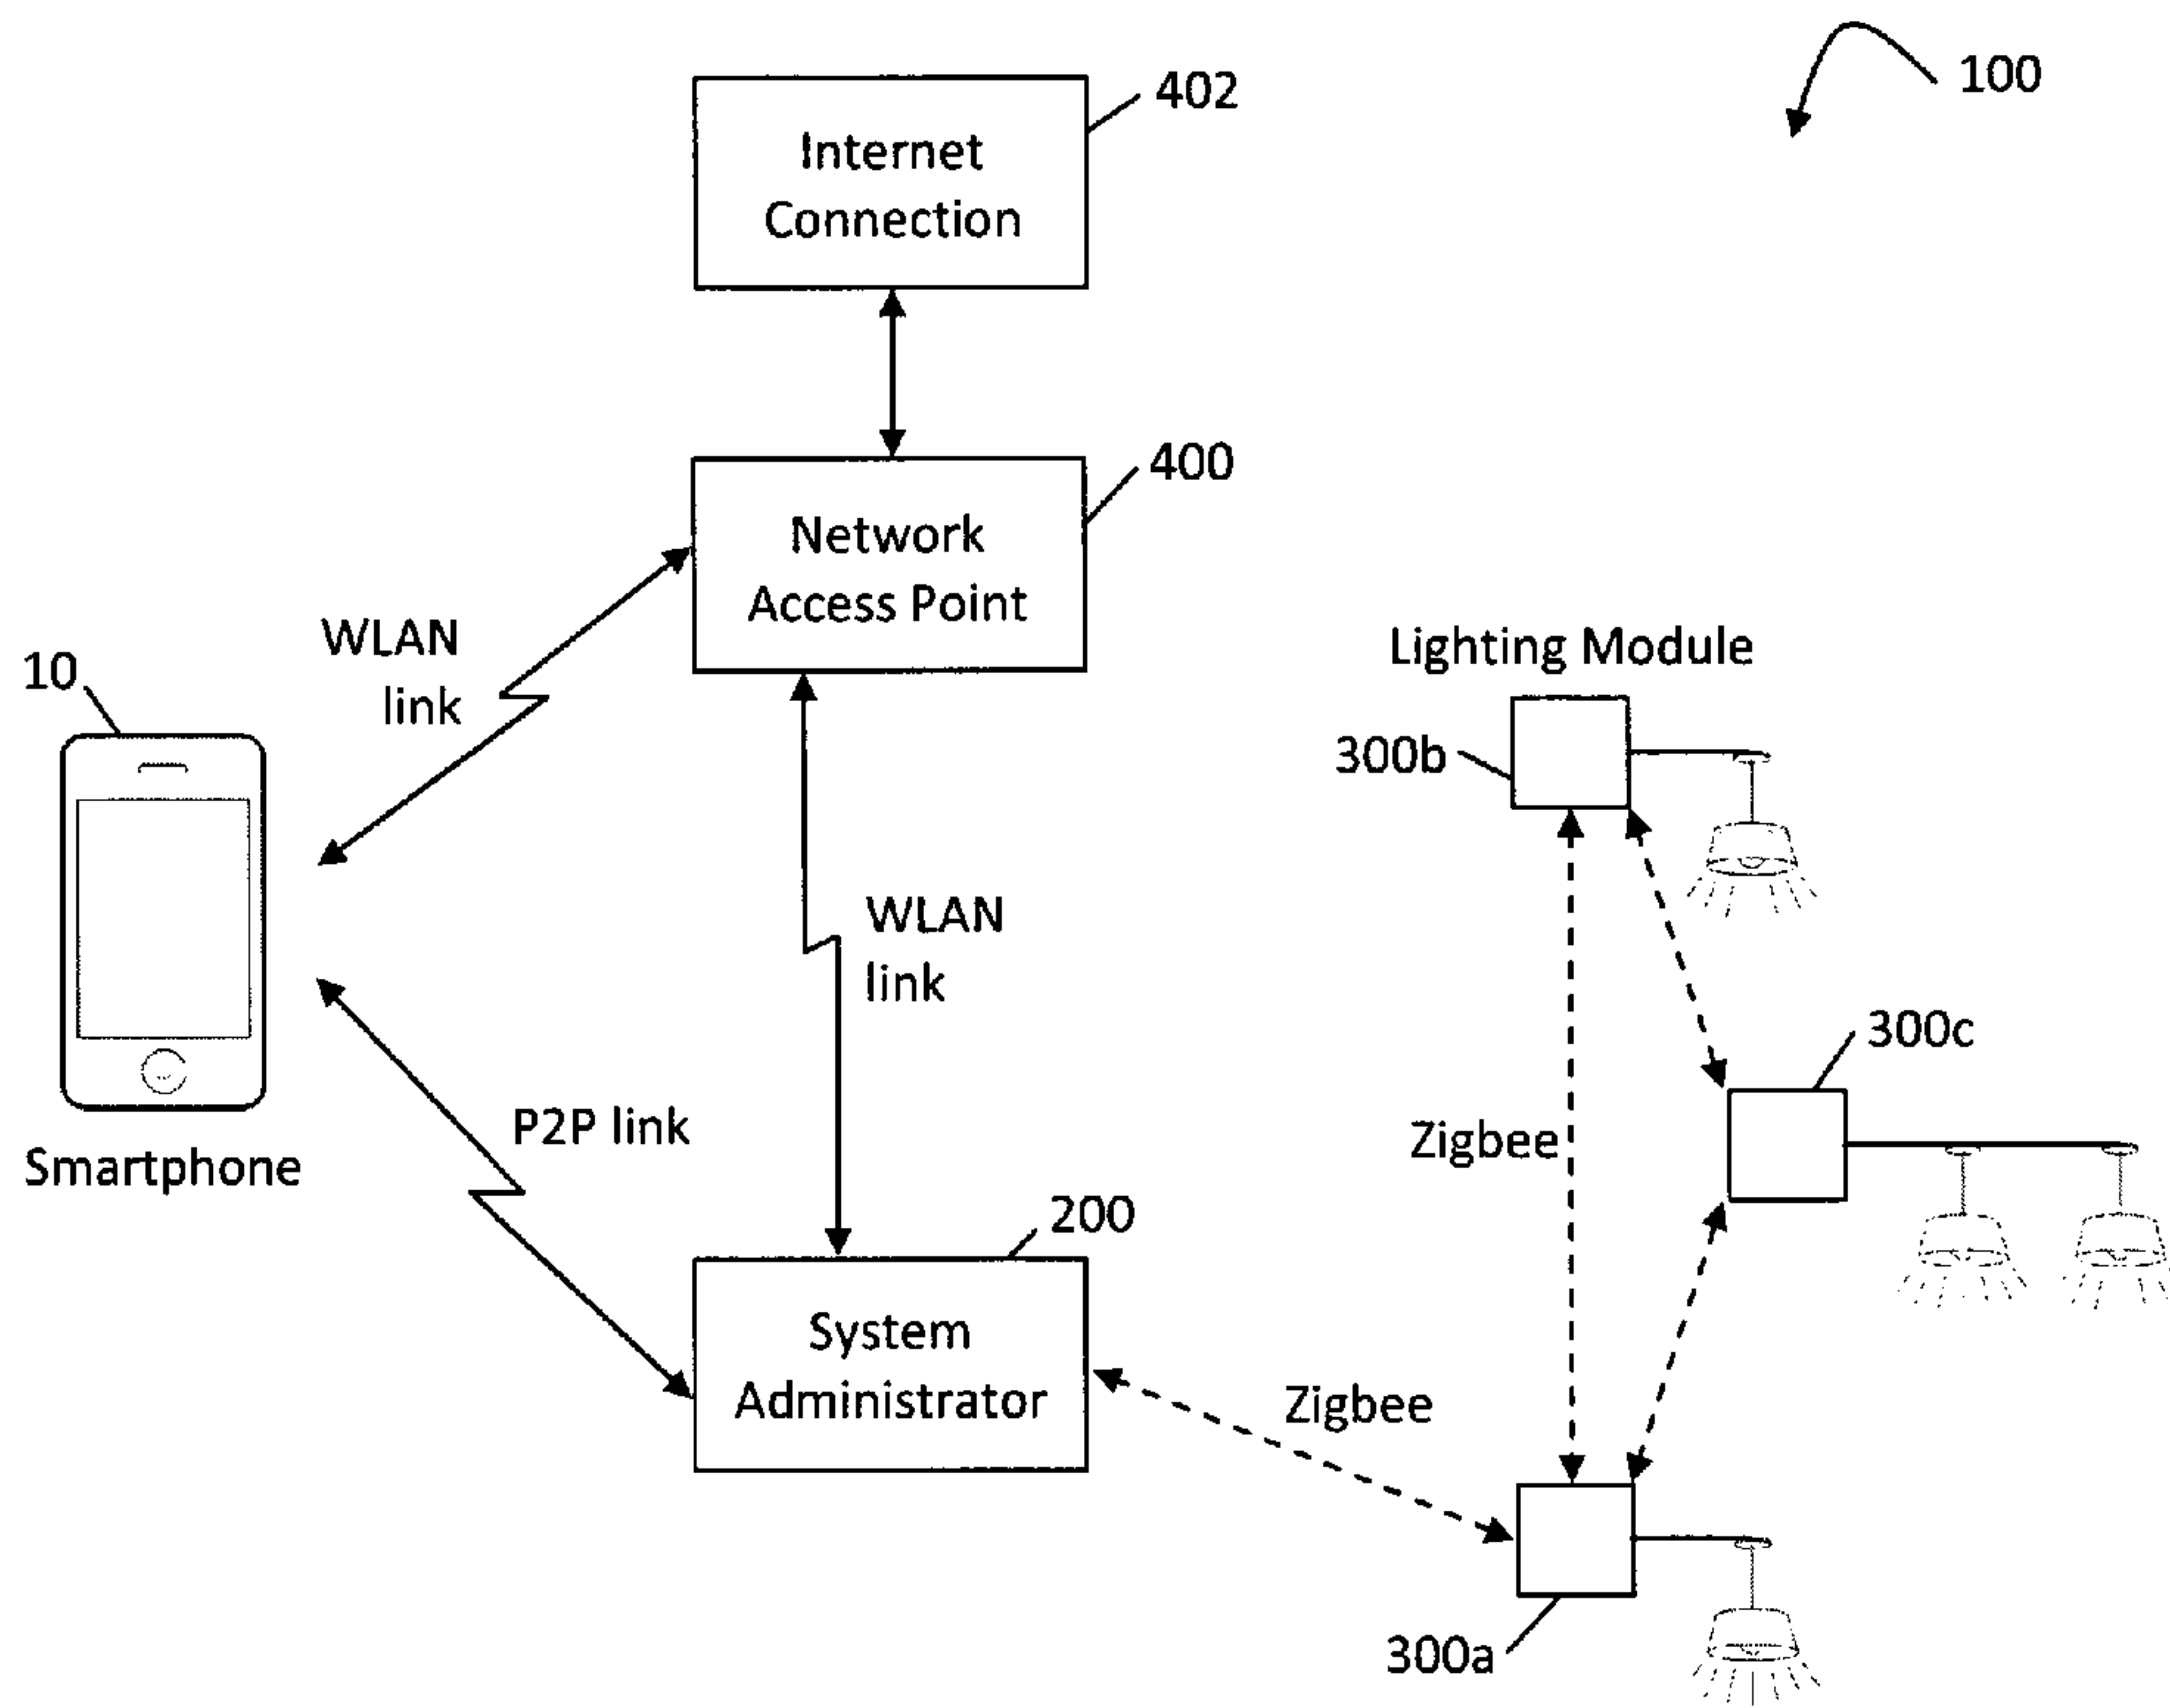 100
402
Internet
Connection
400
Network
Access Point
WLAN
link
10
Smartphone
Lighting Module
300b
WLAN
link
300c
P2P link
Zigbee
200
System
Administrator
Zigbee
300a